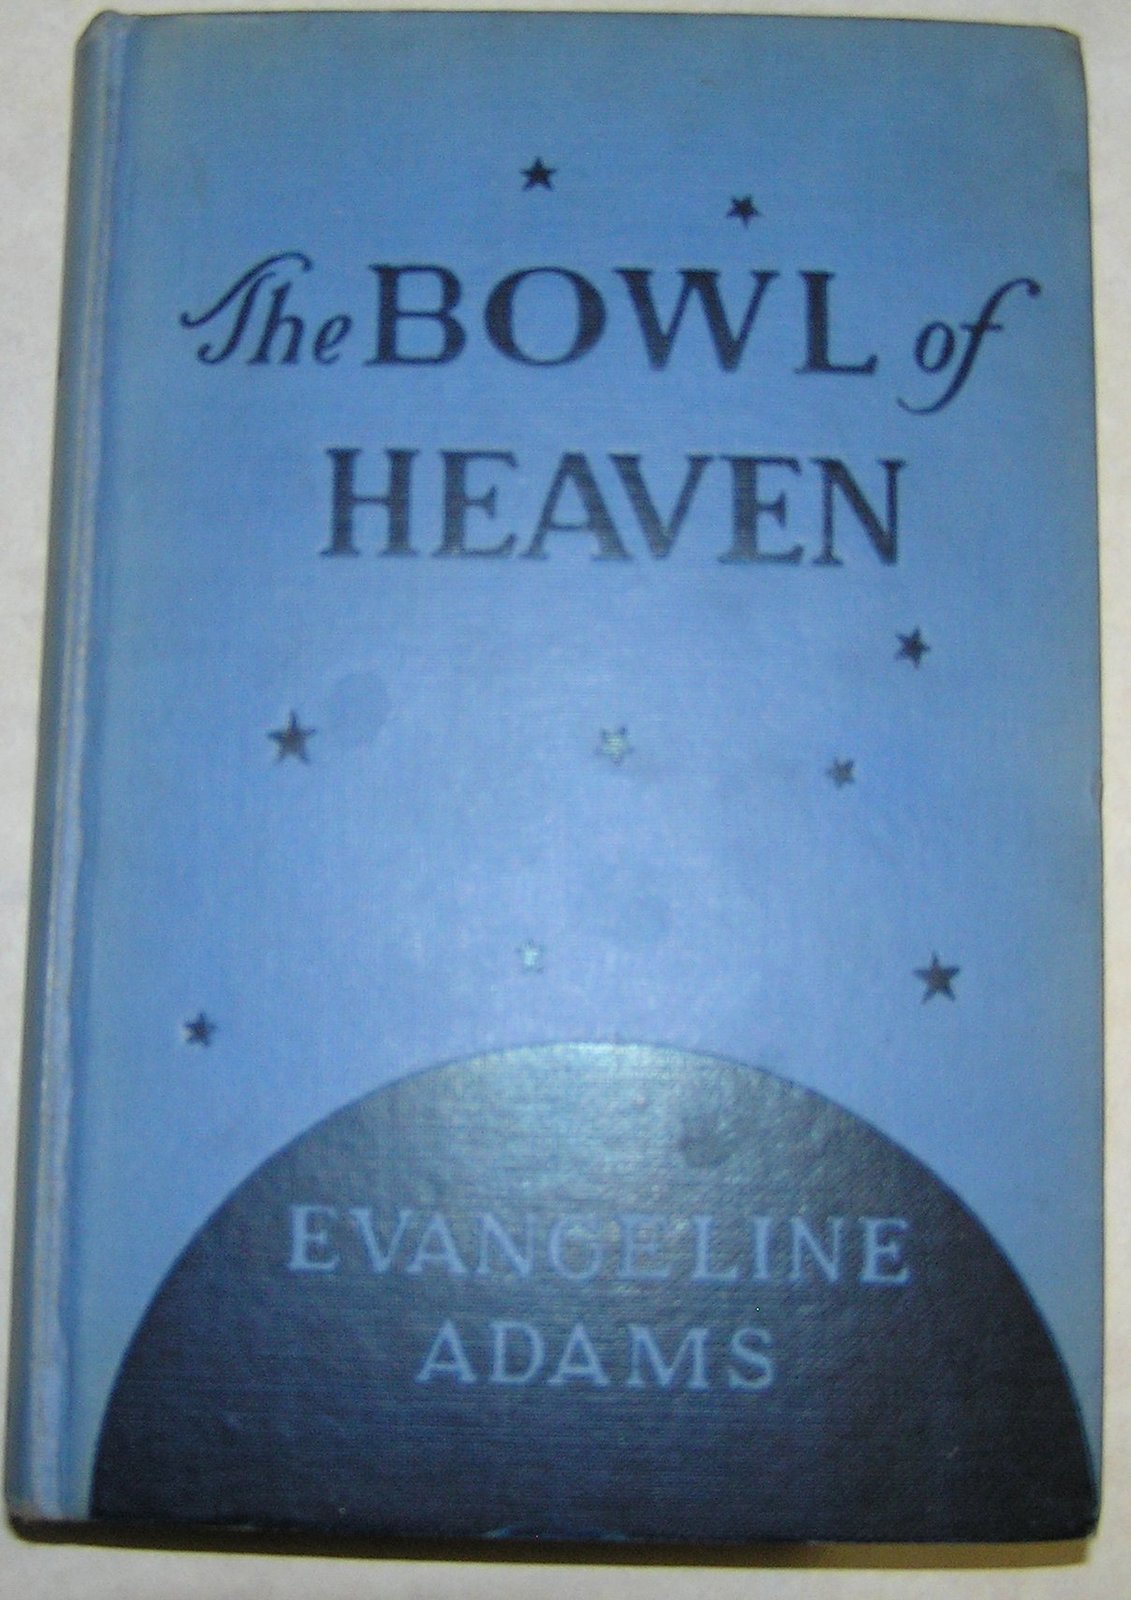 The BOWL of
HEAVEN
EVANGELINE
ADAMS